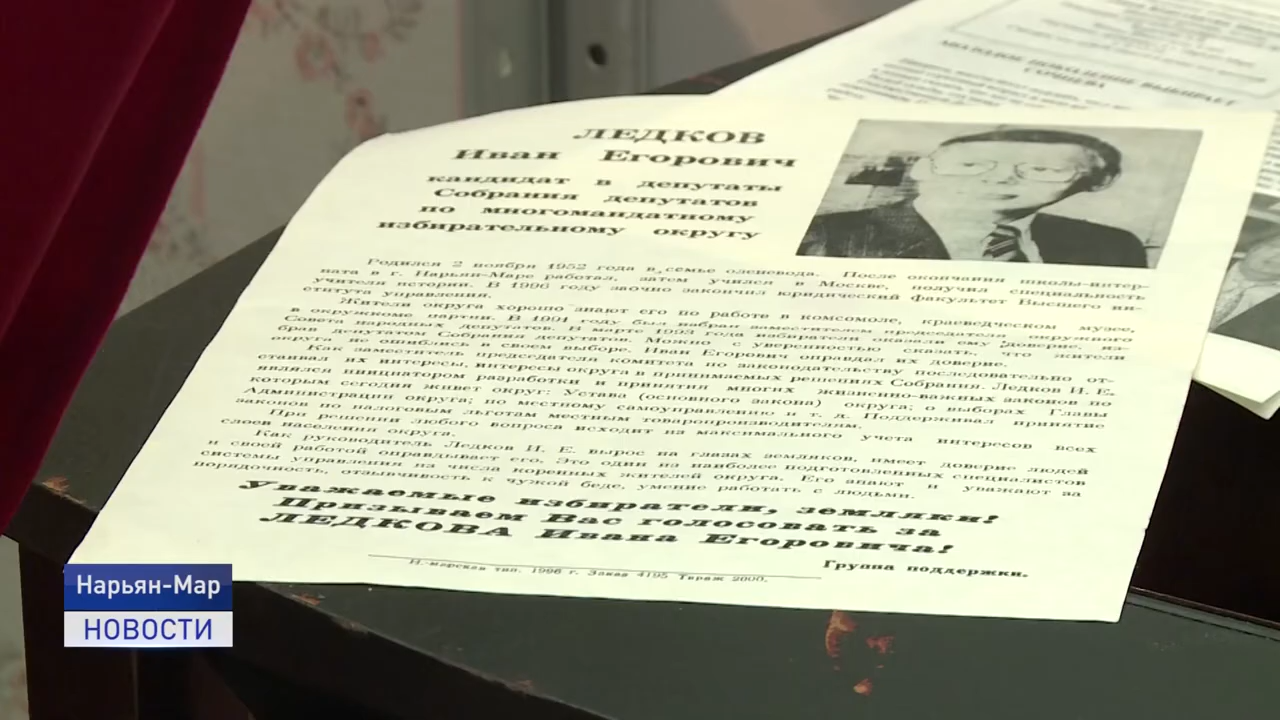 ЛЕДКОВ
Иван Егорович
кандидат в депутаты
Собрания депутатов
по многомандатному
избирательному округу
Родился 2 ноября 1952 года в семье оленевода. После окончания школы-интер-
ната в г. Нарьян-Маре работал, затем учился в Москве, получил специальность
учителя истории. В 1996 году заочно закончил юридический факультет Высшего ин-
ститута управления.
Жители округа хорошо знают его по работе в комсомоле, краеведческом музее,
в окружкоме партии. В 1991 году был избран заместителем председателя окружного
Совета народных депутатов. В марте года избиратели оказали ему доверие, из-
брав депутатом Собрания депутатов. Можно с уверенностью сказать, что жители
округа не ошиблись в своем выборе. Иван Егорович оправдал их доверие.
Как заместитель председателя комитета по законодательству последовательно от-
стаивал их интересы, интересы округа в принимаемых решениях Собрания. Ледков И. Е.
являлся инициатором разработки и принятия многих жизненно-важных законов по
которым сегодня живет округ: Устава (основного закона) округа; о выборах Главы
Администрации округа; по местному самоуправлению и т. д. Поддерживал принятие
законов по налоговым льготам местным товаропроизводителям.
При решении любого вопроса исходит из максимального учета интересов всех
слоев населения округа.
Как руководитель Ледков И. Е. вырос на глазах земляков, имеет доверие людей
и своей работой оправдывает его. Это один из наиболее подготовленных специалистов
системы управления из числа коренных жителей округа. Его знают и уважают за
порядочность, отзывчивость к чужой беде, умение работать с людьми.
Уважаемые избиратели, земляки!
Призываем Вас голосовать за
ЛЕДКОВА Ивана Егоровича!
Группа поддержки.
Н.-марская тип. 1996 г. Заказ 4195 Тираж 2000.
Нарьян-Мар
НОВОСТИ